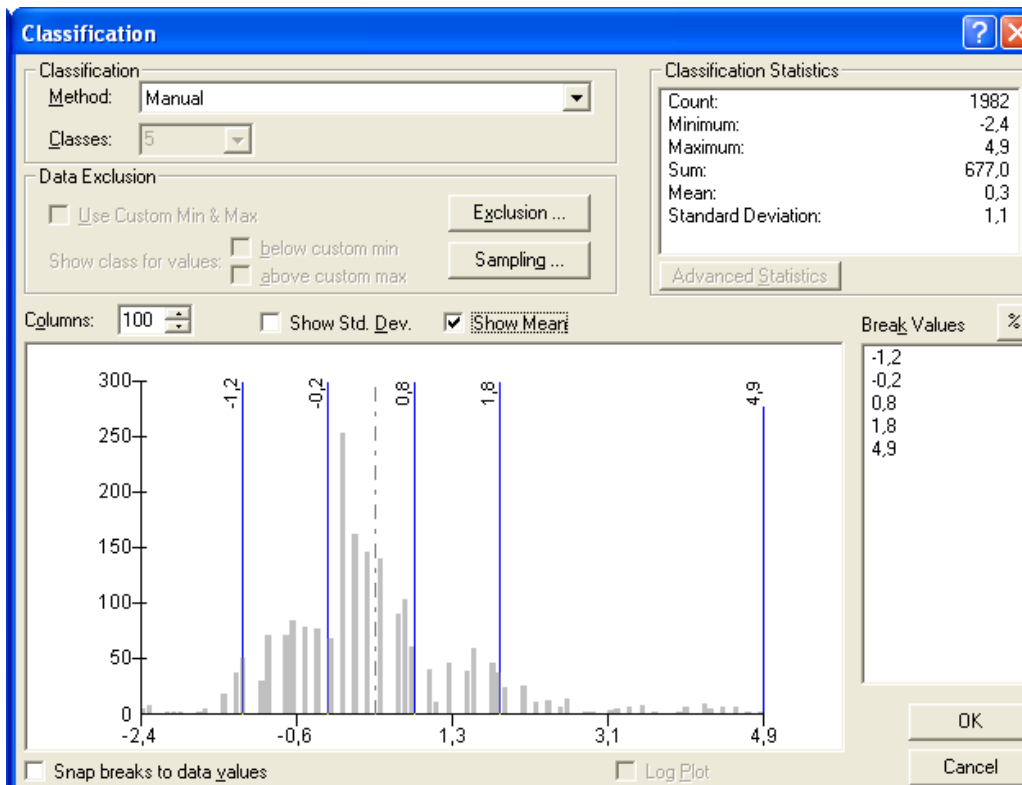 Classification
Classification
Method: Manual
Classes: 5
Data Exclusion
Use Custom Min & Max
Exclusion ...
Show class for values: below custom min
above custom max
Sampling ...
Classification Statistics
Count: 1982
Minimum: -2,4
Maximum: 4,9
Sum: 677,0
Mean: 0,3
Standard Deviation: 1,1
Advanced Statistics
Columns: 100 Show Std. Dev. Show Mean
Break Values %
-1,2
-0,2
0,8
1,8
4,9
-1,2 -0,2 0,8 1,8 4,9
300
250
200
150
100
50
0
-2,4 -0,6 1,3 3,1 4,9
Snap breaks to data values
Log Plot
OK
Cancel